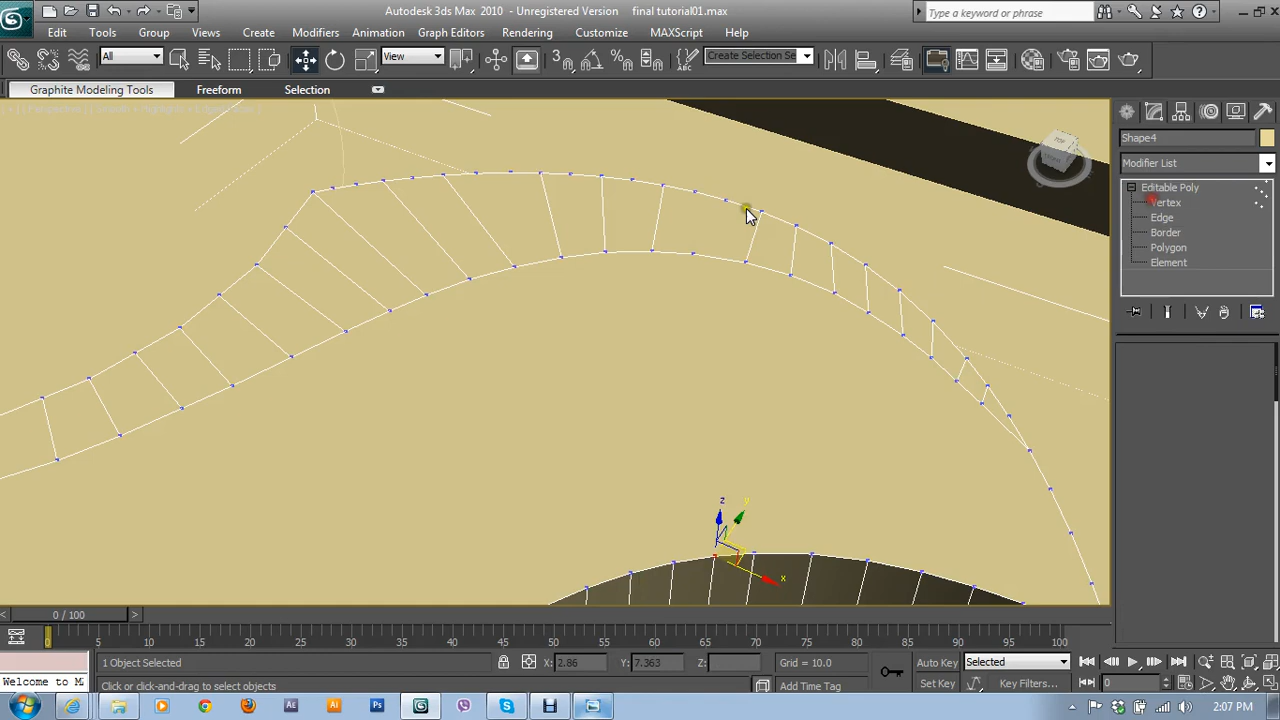 Autodesk 3ds Max 2010 - Unregistered Version final tutorial01.max
Type a keyword or phrase
Edit Tools Group Views Create Modifiers Animation Graph Editors Rendering Customize MAXScript Help
All View Create Selection Se
Graphite Modeling Tools Freeform Selection
TOP
Shape4
Modifier List
Editable Poly
Vertex
Edge
Border
Polygon
Element
z y
x
0 / 100
0 5 10 15 20 25 30 35 40 45 50 55 60 65 70 75 80 85 90 95 100
1 Object Selected X: 2.86 Y: 7.363 Z: Grid = 10.0 Auto Key Selected
Welcome to M
Click or click-and-drag to select objects Add Time Tag Set Key Key Filters... 0
2:07 PM